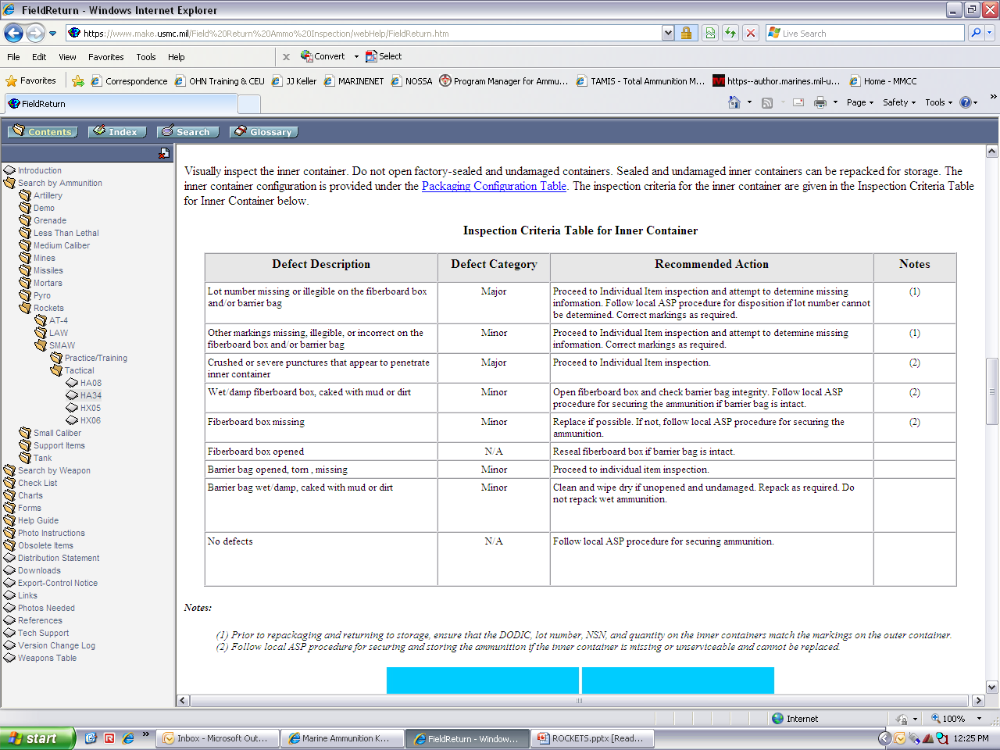 FieldReturn - Windows Internet Explorer
https://www.make.usmc.mil/Field%20Return%20Ammo%20Inspection/webHelp/FieldReturn.htm
Live Search
File Edit View Favorites Tools Help
x Convert Select
Favorites Correspondence OHN Training & CEU JJ Keller MARINENET NOSSA Program Manager for Ammu... TAMIS - Total Ammunition M... https--author.marines.mil-u... Home - MMCC
FieldReturn
Page Safety Tools
Contents Index Search Glossary
Introduction
Search by Ammunition
Artillery
Demo
Grenade
Less Than Lethal
Medium Caliber
Mines
Missiles
Mortars
Pyro
Rockets
AT-4
LAW
SMAW
Practice/Training
Tactical
HA08
HA34
HX05
HX06
Small Caliber
Support Items
Tank
Search by Weapon
Check List
Charts
Forms
Help Guide
Photo Instructions
Obsolete Items
Distribution Statement
Downloads
Export-Control Notice
Links
Photos Needed
References
Tech Support
Version Change Log
Weapons Table
Visually inspect the inner container. Do not open factory-sealed and undamaged containers. Sealed and undamaged inner containers can be repacked for storage. The
inner container configuration is provided under the Packaging Configuration Table. The inspection criteria for the inner container are given in the Inspection Criteria Table
for Inner Container below.
Inspection Criteria Table for Inner Container
Defect Description Defect Category Recommended Action Notes
Lot number missing or illegible on the fiberboard box
and/or barrier bag
Major
Proceed to Individual Item inspection and attempt to determine missing
information. Follow local ASP procedure for disposition if lot number cannot
be determined. Correct markings as required.
(1)
Other markings missing, illegible, or incorrect on the
fiberboard box and/or barrier bag
Minor
Proceed to Individual Item inspection and attempt to determine missing
information. Correct markings as required.
(1)
Crushed or severe punctures that appear to penetrate
inner container
Major
Proceed to Individual Item inspection.
(2)
Wet/damp fiberboard box, caked with mud or dirt
Minor
Open fiberboard box and check barrier bag integrity. Follow local ASP
procedure for securing the ammunition if barrier bag is intact.
(2)
Fiberboard box missing
Minor
Replace if possible. If not, follow local ASP procedure for securing the
ammunition.
(2)
Fiberboard box opened
N/A
Reseal fiberboard box if barrier bag is intact.
Barrier bag opened, torn , missing
Minor
Proceed to individual item inspection.
Barrier bag wet/damp, caked with mud or dirt
Minor
Clean and wipe dry if unopened and undamaged. Repack as required. Do
not repack wet ammunition.
No defects
N/A
Follow local ASP procedure for securing ammunition.
Notes:
(1) Prior to repackaging and returning to storage, ensure that the DODIC, lot number, NSN, and quantity on the inner containers match the markings on the outer container.
(2) Follow local ASP procedure for securing and storing the ammunition if the inner container is missing or unserviceable and cannot be replaced.
Internet 100%
start Inbox - Microsoft Out... Marine Ammunition K... FieldReturn - Window... ROCKETS.pptx [Read... 12:25 PM